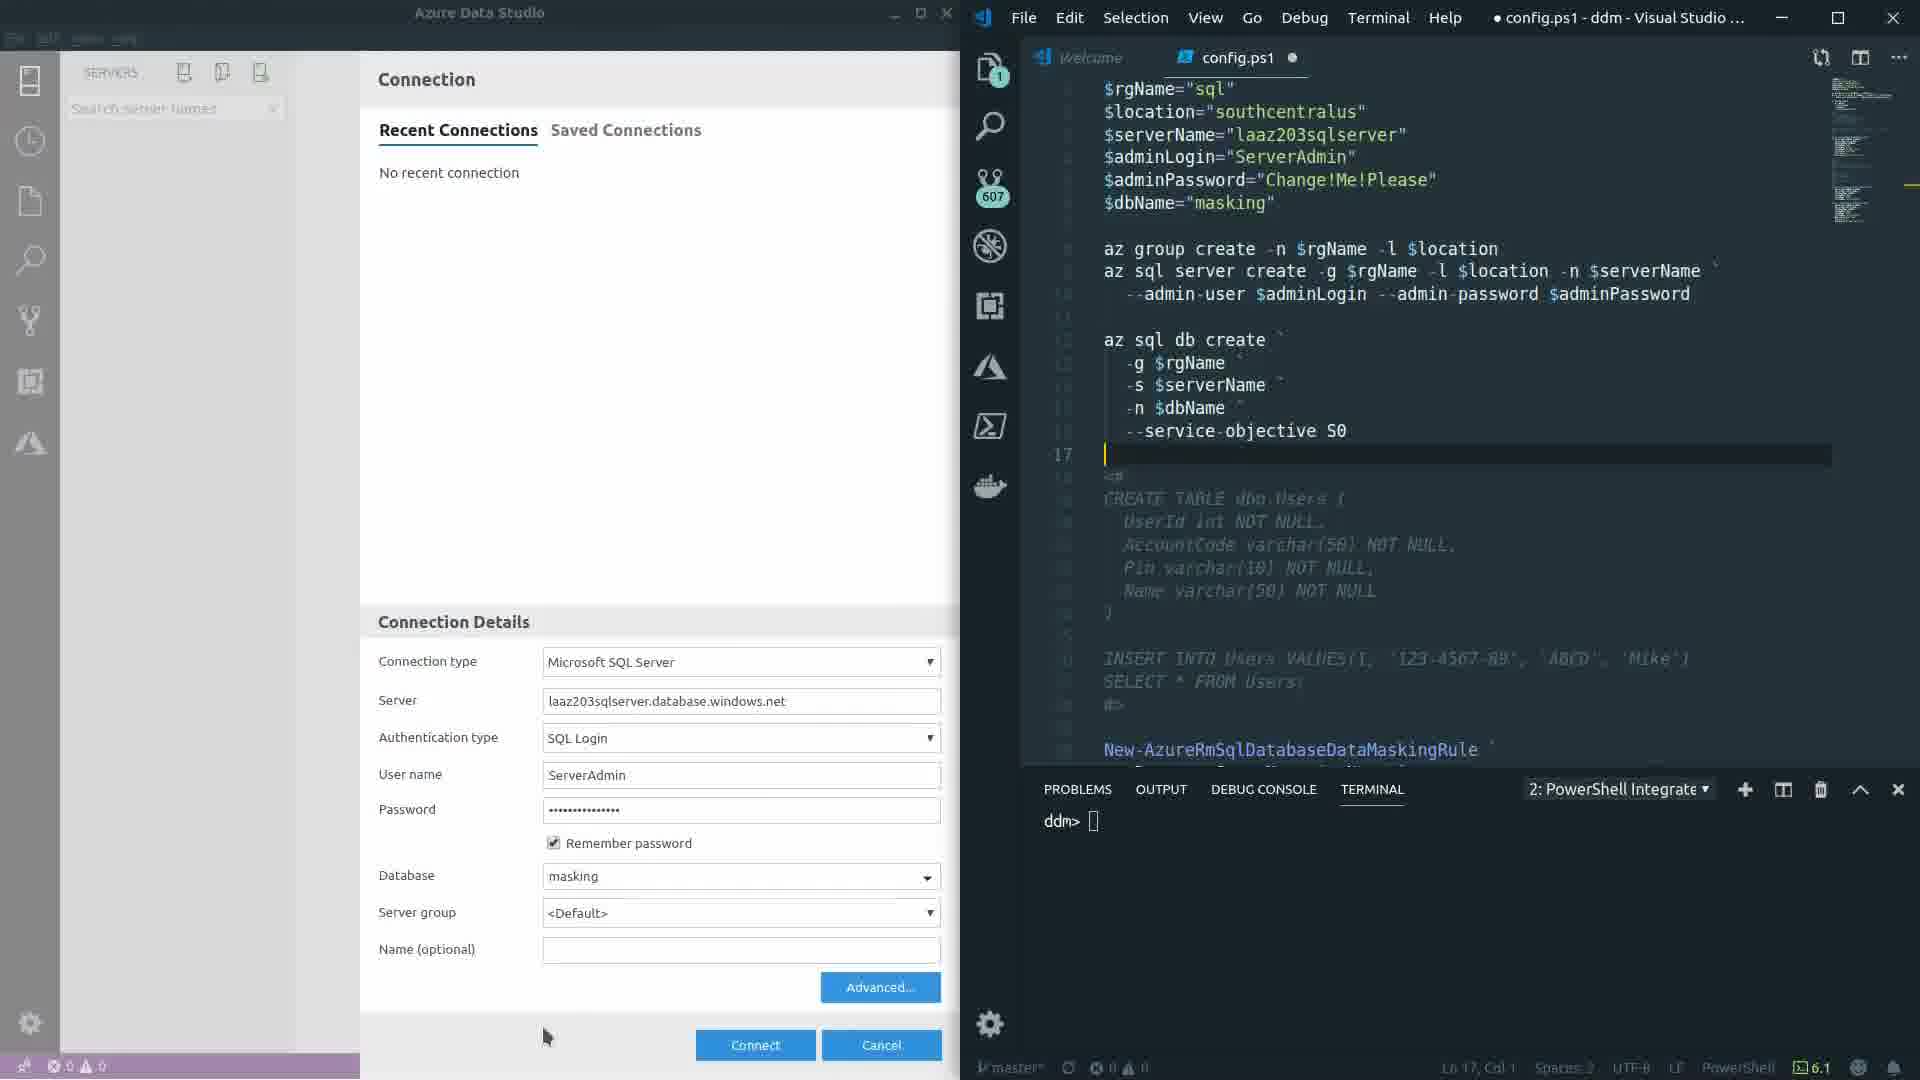 Azure Data Studio
SERVERS
Search server names
Connection
Recent Connections
Saved Connections
No recent connection
Connection Details
Connection type
Microsoft SQL Server
Server
laaz203sqlserver.database.windows.net
Authentication type
SQL Login
User name
ServerAdmin
Password
•••••••••••••••
Remember password
Database
masking
Server group
<Default>
Name (optional)
Advanced...
Connect
Cancel
0 0
File Edit Selection View Go Debug Terminal Help
● config.ps1 - ddm - Visual Studio ...
Welcome
config.ps1
1
607
$rgName="sql"
$location="southcentralus"
$serverName="laaz203sqlserver"
$adminLogin="ServerAdmin"
$adminPassword="Change!Me!Please"
$dbName="masking"
az group create -n $rgName -l $location
az sql server create -g $rgName -l $location -n $serverName `
--admin-user $adminLogin --admin-password $adminPassword
az sql db create `
-g $rgName `
-s $serverName `
-n $dbName `
--service-objective S0
17
<#
CREATE TABLE dbo.Users (
UserId int NOT NULL,
AccountCode varchar(50) NOT NULL,
Pin varchar(10) NOT NULL,
Name varchar(50) NOT NULL
)
INSERT INTO Users VALUES(1, '123-4567-89', 'ABCD', 'Mike')
SELECT * FROM Users;
#>
New-AzureRmSqlDatabaseDataMaskingRule `
PROBLEMS OUTPUT DEBUG CONSOLE TERMINAL
2: PowerShell Integrate
ddm>
master* 0 0
Ln 17, Col 1 Spaces: 2 UTF-8 LF PowerShell 6.1